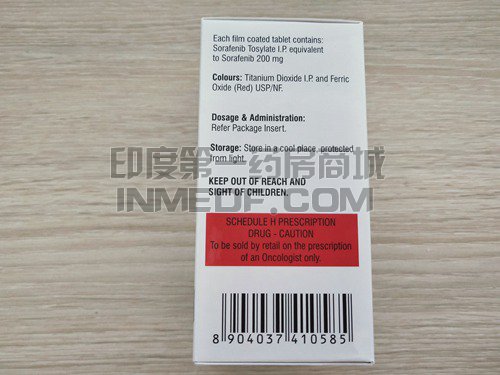 Each film coated tablet contains:
Sorafenib Tosylate I.P. equivalent
to Sorafenib 200 mg
Colours: Titanium Dioxide I.P. and Ferric
Oxide (Red) USP/NF.
Dosage & Administration:
Refer Package Insert.
Storage: Store in a cool place, protected
from light.
印度第一药房商城
KEEP OUT OF REACH AND
SIGHT OF CHILDREN.
INMEDF.COM
SCHEDULE H PRESCRIPTION
DRUG - CAUTION
To be sold by retail on the prescription
of an Oncologist only.
8 904037 410585